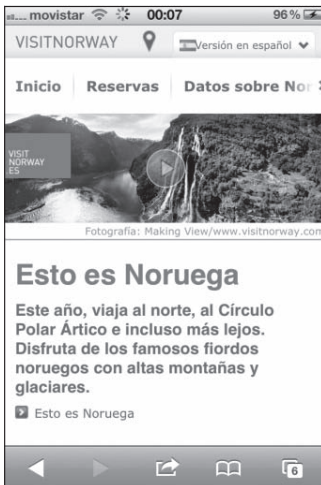 movistar 00:07 96 %
VISITNORWAY Versión en español
Inicio Reservas Datos sobre Nor
VISIT
NORWAY
ES
Fotografía: Making View/www.visitnorway.com
Esto es Noruega
Este año, viaja al norte, al Círculo
Polar Ártico e incluso más lejos.
Disfruta de los famosos fiordos
noruegos con altas montañas y
glaciares.
Esto es Noruega
6